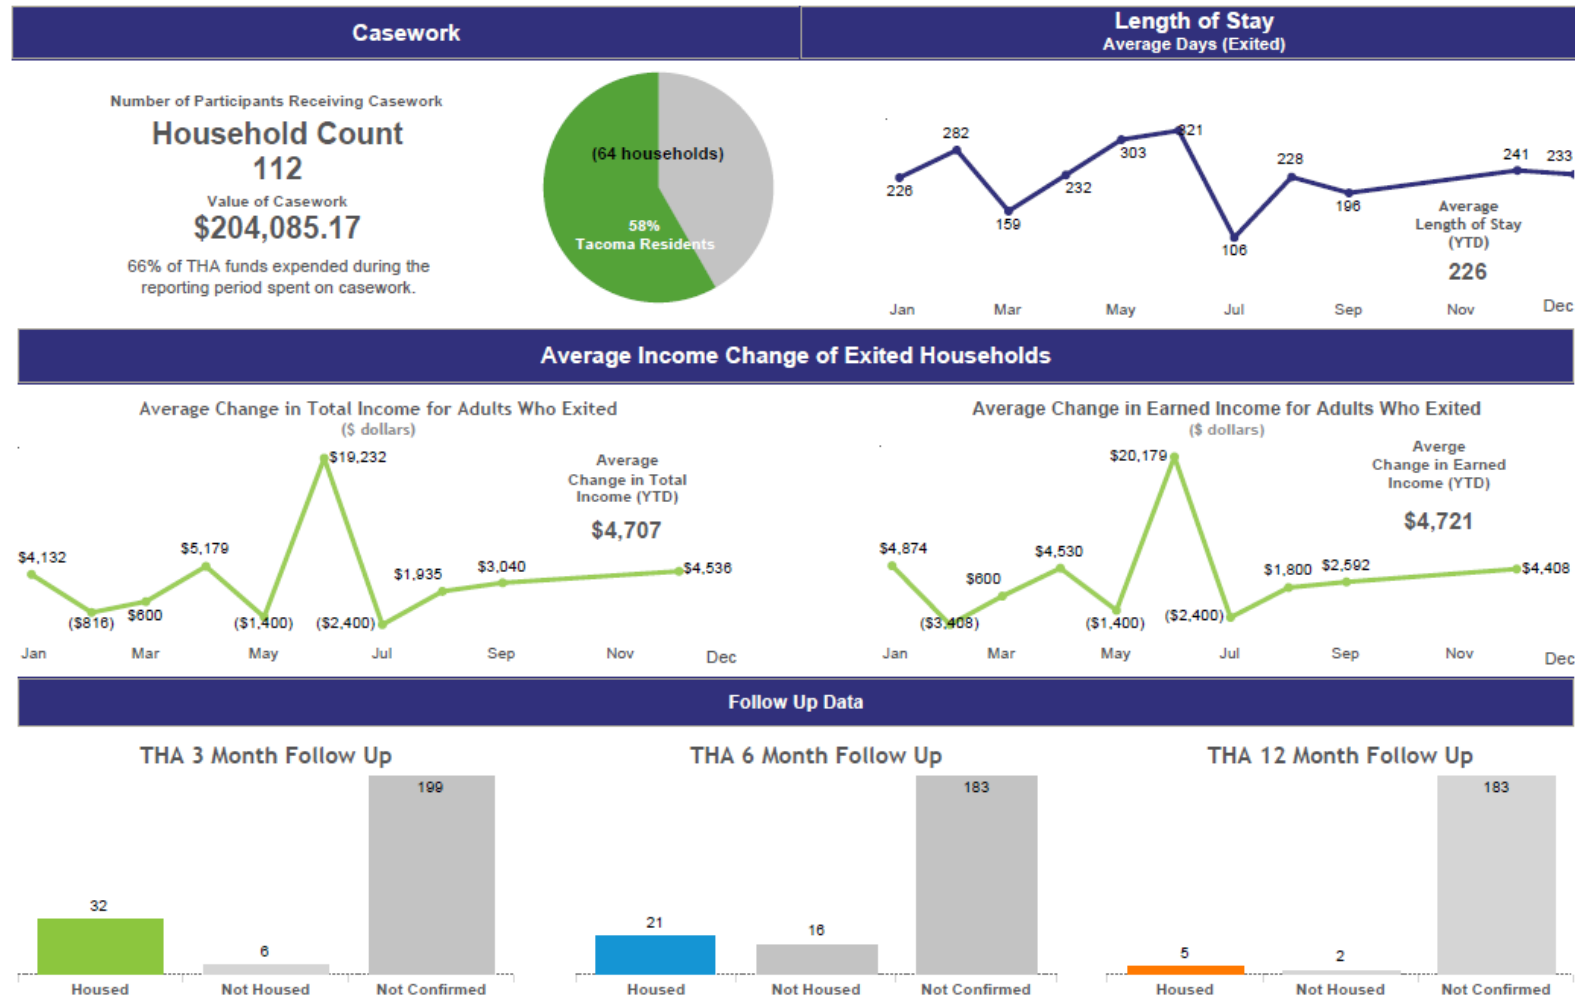 Casework
Number of Participants Receiving Casework
Household Count
112
Value of Casework
$204,085.17
66% of THA funds expended during the
reporting period spent on casework.
(64 households)
58%
Tacoma Residents
Length of Stay
Average Days (Exited)
226
282
159
232
303
321
106
228
196
241
233
Average
Length of Stay
(YTD)
226
Jan
Mar
May
Jul
Sep
Nov
Dec
Average Income Change of Exited Households
Average Change in Total Income for Adults Who Exited
($ dollars)
$4,132
($816)
$600
$5,179
($1,400)
$19,232
($2,400)
$1,935
$3,040
$4,536
Average
Change in Total
Income (YTD)
$4,707
Jan
Mar
May
Jul
Sep
Nov
Dec
Average Change in Earned Income for Adults Who Exited
($ dollars)
$4,874
($3,408)
$600
$4,530
($1,400)
$20,179
($2,400)
$1,800
$2,592
$4,408
Averge
Change in Earned
Income (YTD)
$4,721
Jan
Mar
May
Jul
Sep
Nov
Dec
Follow Up Data
THA 3 Month Follow Up
32
6
199
Housed
Not Housed
Not Confirmed
THA 6 Month Follow Up
21
16
183
Housed
Not Housed
Not Confirmed
THA 12 Month Follow Up
5
2
183
Housed
Not Housed
Not Confirmed